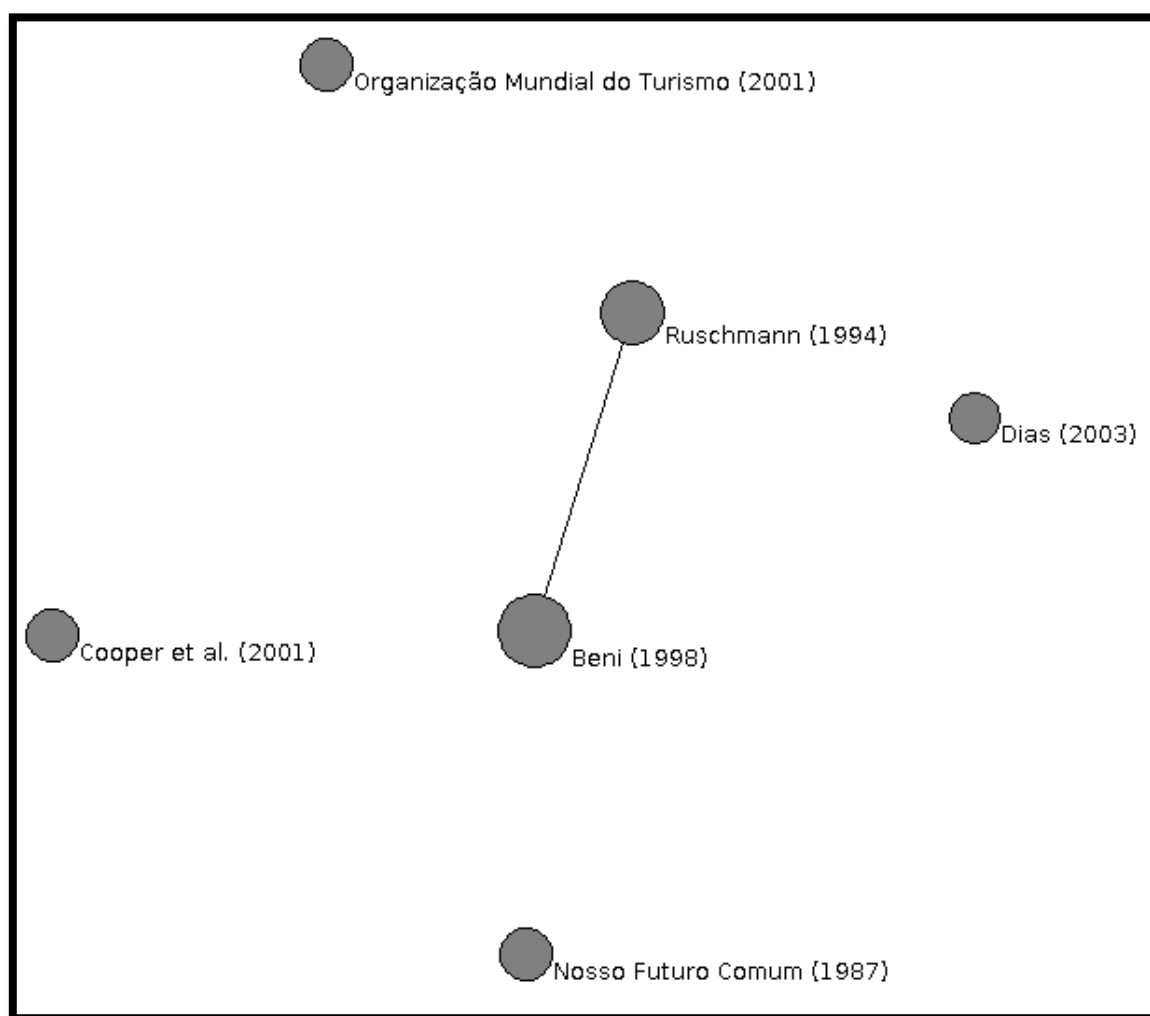 Organização Mundial do Turismo (2001)
Ruschmann (1994)
Dias (2003)
Cooper et al. (2001)
Beni (1998)
Nosso Futuro Comum (1987)